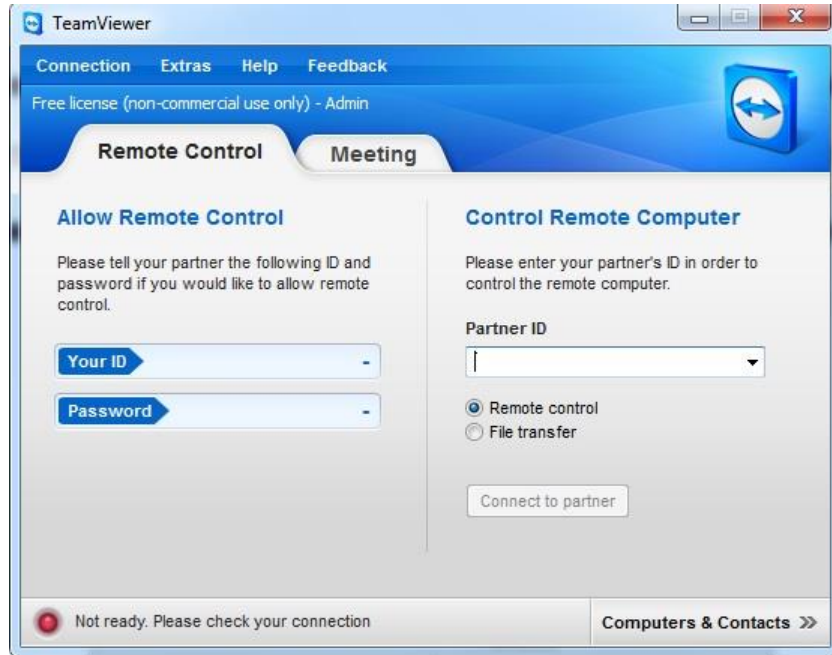 TeamViewer
Connection Extras Help Feedback
Free license (non-commercial use only) - Admin
Remote Control Meeting
Allow Remote Control
Please tell your partner the following ID and
password if you would like to allow remote
control.
Your ID -
Password -
Control Remote Computer
Please enter your partner's ID in order to
control the remote computer.
Partner ID
Remote control
File transfer
Connect to partner
Not ready. Please check your connection
Computers & Contacts >>